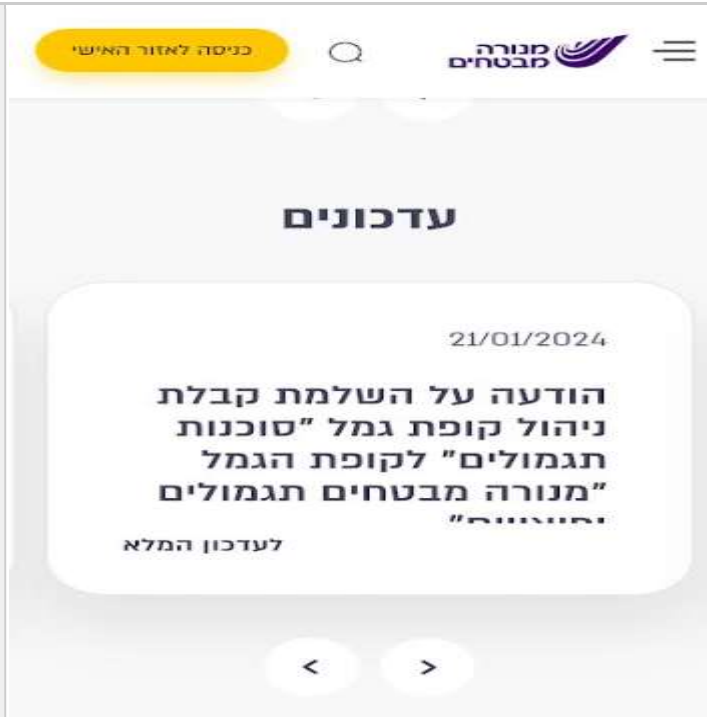 מנורה
מבטחים
כניסה לאזור האישי
עדכונים
21/01/2024
הודעה על השלמת קבלת
ניהול קופת גמל "סוכנות
תגמולים" לקופת הגמל
"מנורה מבטחים תגמולים
לעדכון המלא